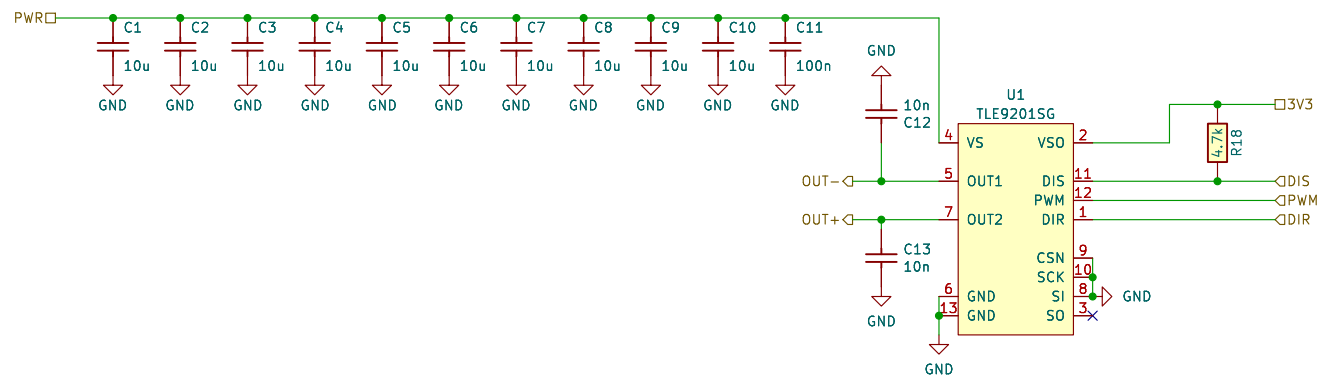 PWR C1 C2 C3 C4 C5 C6 C7 C8 C9 C10 C11
10u 10u 10u 10u 10u 10u 10u 10u 10u 10u 100n
GND GND GND GND GND GND GND GND GND GND GND
GND
10n
C12
U1
TLE9201SG
3V3
4.7k
R18
4 VS VSO 2
OUT- 5 OUT1 DIS 11 DIS
PWM 12 PWM
OUT+ 7 OUT2 DIR 1 DIR
C13
10n
GND
CSN 9
SCK 10
6 GND SI 8 GND
13 GND SO 3
GND